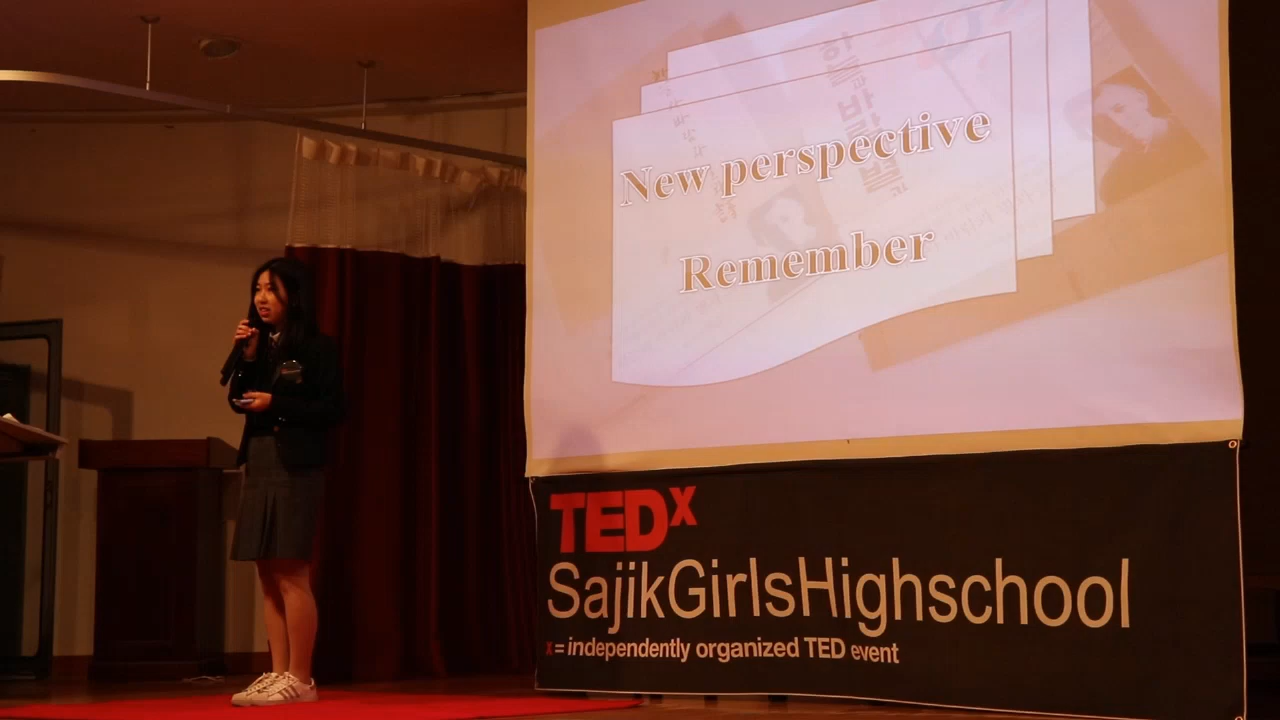 New perspective
Remember
TEDx
SajikGirlsHighschool
x = independently organized TED event